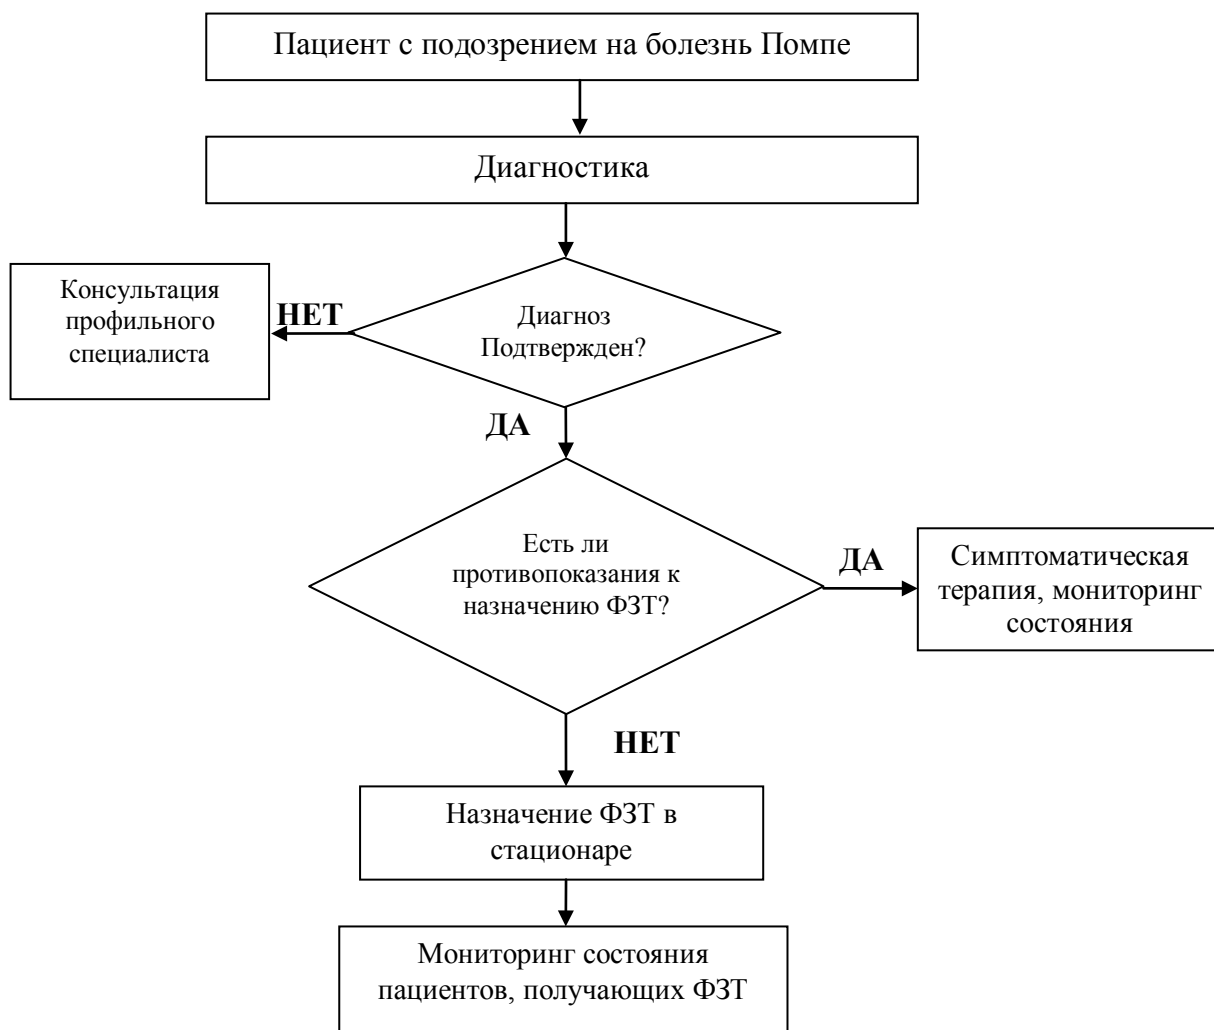 Пациент с подозрением на болезнь Помпе
Диагностика
Консультация
профильного
специалиста
НЕТ
Диагноз
Подтвержден?
ДА
Есть ли
противопоказания к
назначению ФЗТ?
ДА
Симптоматическая
терапия, мониторинг
состояния
НЕТ
Назначение ФЗТ в
стационаре
Мониторинг состояния
пациентов, получающих ФЗТ